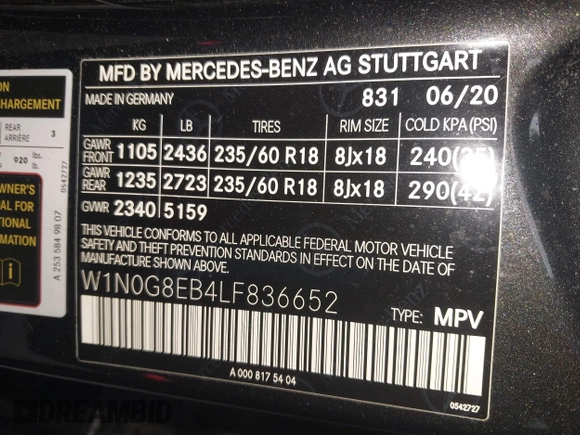 MFD BY MERCEDES-BENZ AG STUTTGART
MADE IN GERMANY 831 06/20
KG LB TIRES RIM SIZE COLD KPA (PSI)
GAWR FRONT 1105 2436 235/60 R18 8Jx18 240(35)
GAWR REAR 1235 2723 235/60 R18 8Jx18 290(42)
GVWR 2340 5159
THIS VEHICLE CONFORMS TO ALL APPLICABLE FEDERAL MOTOR VEHICLE
SAFETY AND THEFT PREVENTION STANDARDS IN EFFECT ON THE DATE OF
MANUFACTURE SHOWN ABOVE.
W1N0G8EB4LF836652
TYPE: MPV
A 000 817 54 04
0542727
CHARGEMENT
REAR
ARRIÈRE 3
920 lbs.
lb.
0542727
A 253 584 98 07
DREAMBID